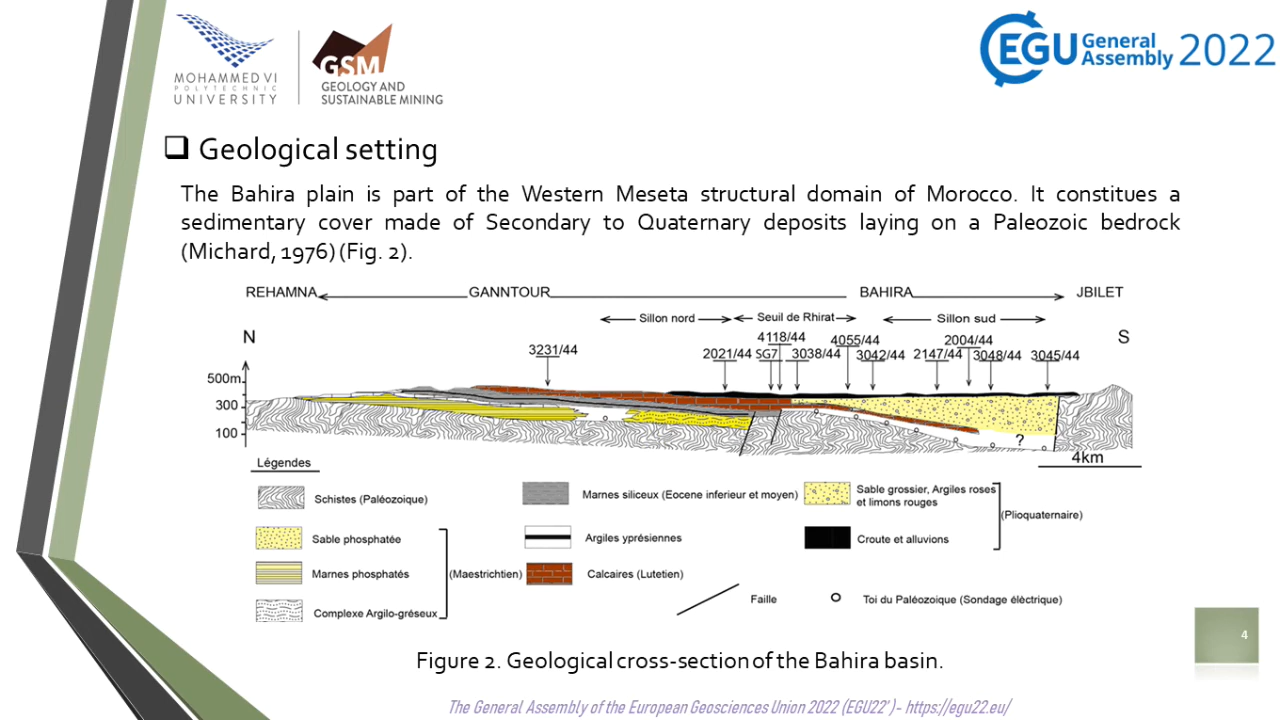 MOHAMMED VI
POLYTECHNIC
UNIVERSITY
GSM
GEOLOGY AND
SUSTAINABLE MINING
EGU General
Assembly 2022
Geological setting
The Bahira plain is part of the Western Meseta structural domain of Morocco. It constitues a
sedimentary cover made of Secondary to Quaternary deposits laying on a Paleozoic bedrock
(Michard, 1976) (Fig. 2).
REHAMNA GANNTOUR BAHIRA JBILET
Sillon nord Seuil de Rhirat Sillon sud
N S
4118/44 4055/44 2004/44
3231/44 2021/44 SG7 3038/44 3042/44 2147/44 3048/44 3045/44
500m
300
100
?
4km
Légendes
Schistes (Paléozoique)
Marnes siliceux (Eocene inferieur et moyen)
Sable grossier, Argiles roses
et limons rouges
(Plioquaternaire)
Sable phosphatée
Argiles yprésiennes
Croute et alluvions
Marnes phosphatés
(Maestrichtien)
Calcaires (Lutetien)
Complexe Argilo-gréseux
Faille
Toi du Paléozoique (Sondage élèctrique)
4
Figure 2. Geological cross-section of the Bahira basin.
The General Assembly of the European Geosciences Union 2022 (EGU22')- https://egu22.eu/